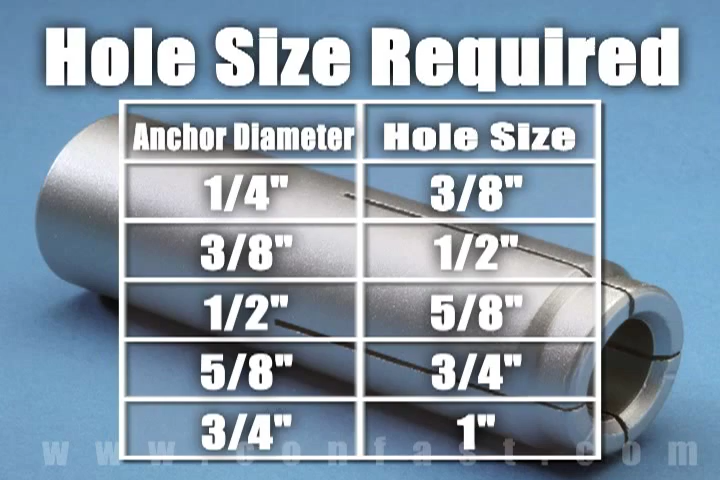 Hole Size Required
Anchor Diameter Hole Size
1/4" 3/8"
3/8" 1/2"
1/2" 5/8"
5/8" 3/4"
3/4" 1"
www.confast.com